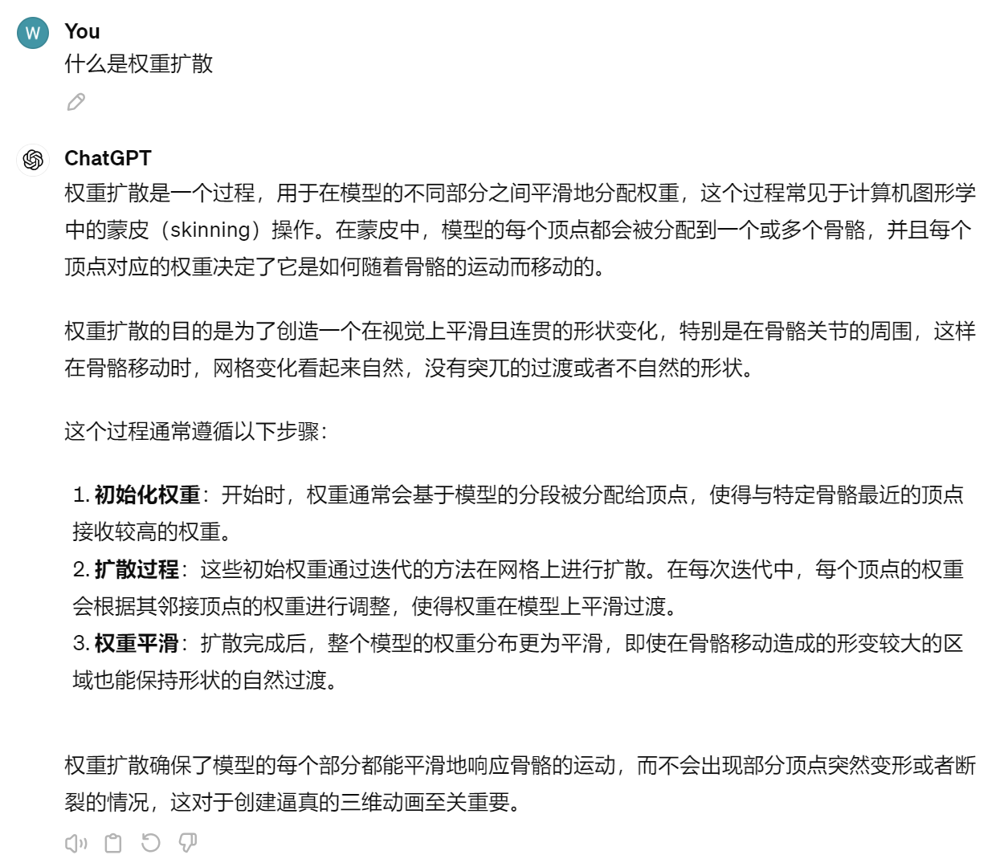 W
You
什么是权重扩散
ChatGPT
权重扩散是一个过程，用于在模型的不同部分之间平滑地分配权重，这个过程常见于计算机图形学
中的蒙皮（skinning）操作。在蒙皮中，模型的每个顶点都会被分配到一个或多个骨骼，并且每个
顶点对应的权重决定了它是如何随着骨骼的运动而移动的。
权重扩散的目的是为了创造一个在视觉上平滑且连贯的形状变化，特别是在骨骼关节的周围，这样
在骨骼移动时，网格变化看起来自然，没有突兀的过渡或者不自然的形状。
这个过程通常遵循以下步骤：
1. 初始化权重：开始时，权重通常会基于模型的分段被分配给顶点，使得与特定骨骼最近的顶点
接收较高的权重。
2. 扩散过程：这些初始权重通过迭代的方法在网格上进行扩散。在每次迭代中，每个顶点的权重
会根据其邻接顶点的权重进行调整，使得权重在模型上平滑过渡。
3. 权重平滑：扩散完成后，整个模型的权重分布更为平滑，即使在骨骼移动造成的形变较大的区
域也能保持形状的自然过渡。
权重扩散确保了模型的每个部分都能平滑地响应骨骼的运动，而不会出现部分顶点突然变形或者断
裂的情况，这对于创建逼真的三维动画至关重要。